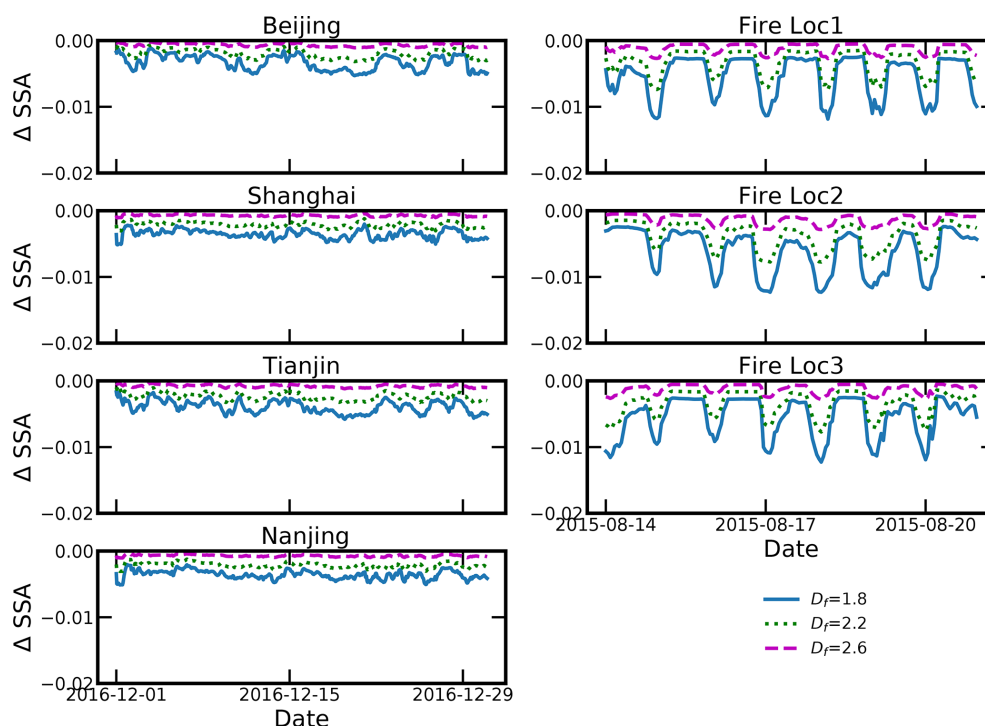 Beijing
0.00
−0.01
−0.02
Δ SSA
Shanghai
0.00
−0.01
−0.02
Δ SSA
Tianjin
0.00
−0.01
−0.02
Δ SSA
Nanjing
0.00
−0.01
−0.02
Δ SSA
2016-12-01 2016-12-15 2016-12-29
Date
Fire Loc1
0.00
−0.01
−0.02
Fire Loc2
0.00
−0.01
−0.02
Fire Loc3
0.00
−0.01
−0.02
2015-08-14 2015-08-17 2015-08-20
Date
D_f=1.8
D_f=2.2
D_f=2.6